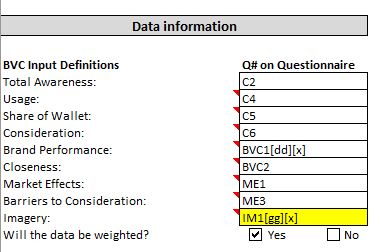 Data information
BVC Input Definitions Q# on Questionnaire
Total Awareness: C2
Usage: C4
Share of Wallet: C5
Consideration: C6
Brand Performance: BVC1[dd][x]
Closeness: BVC2
Market Effects: ME1
Barriers to Consideration: ME3
Imagery: IM1[gg][x]
Will the data be weighted? Yes No